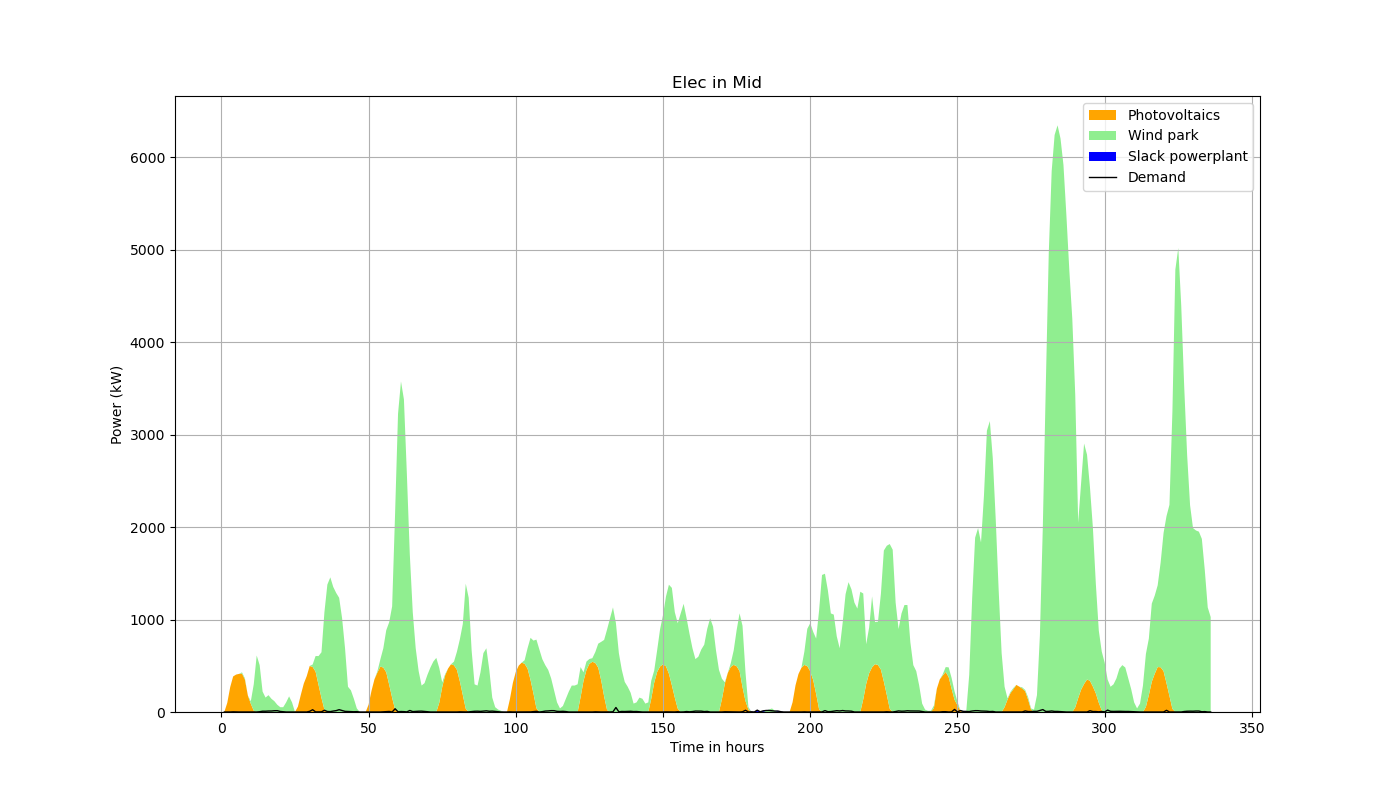 Elec in Mid
Photovoltaics
Wind park
Slack powerplant
Demand
Power (kW)
6000
5000
4000
3000
2000
1000
0
0 50 100 150 200 250 300 350
Time in hours